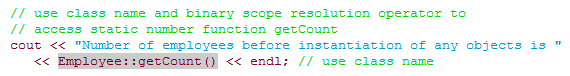 // use class name and binary scope resolution operator to
// access static number function getCount
cout << "Number of employees before instantiation of any objects is "
<< Employee::getCount() << endl; // use class name